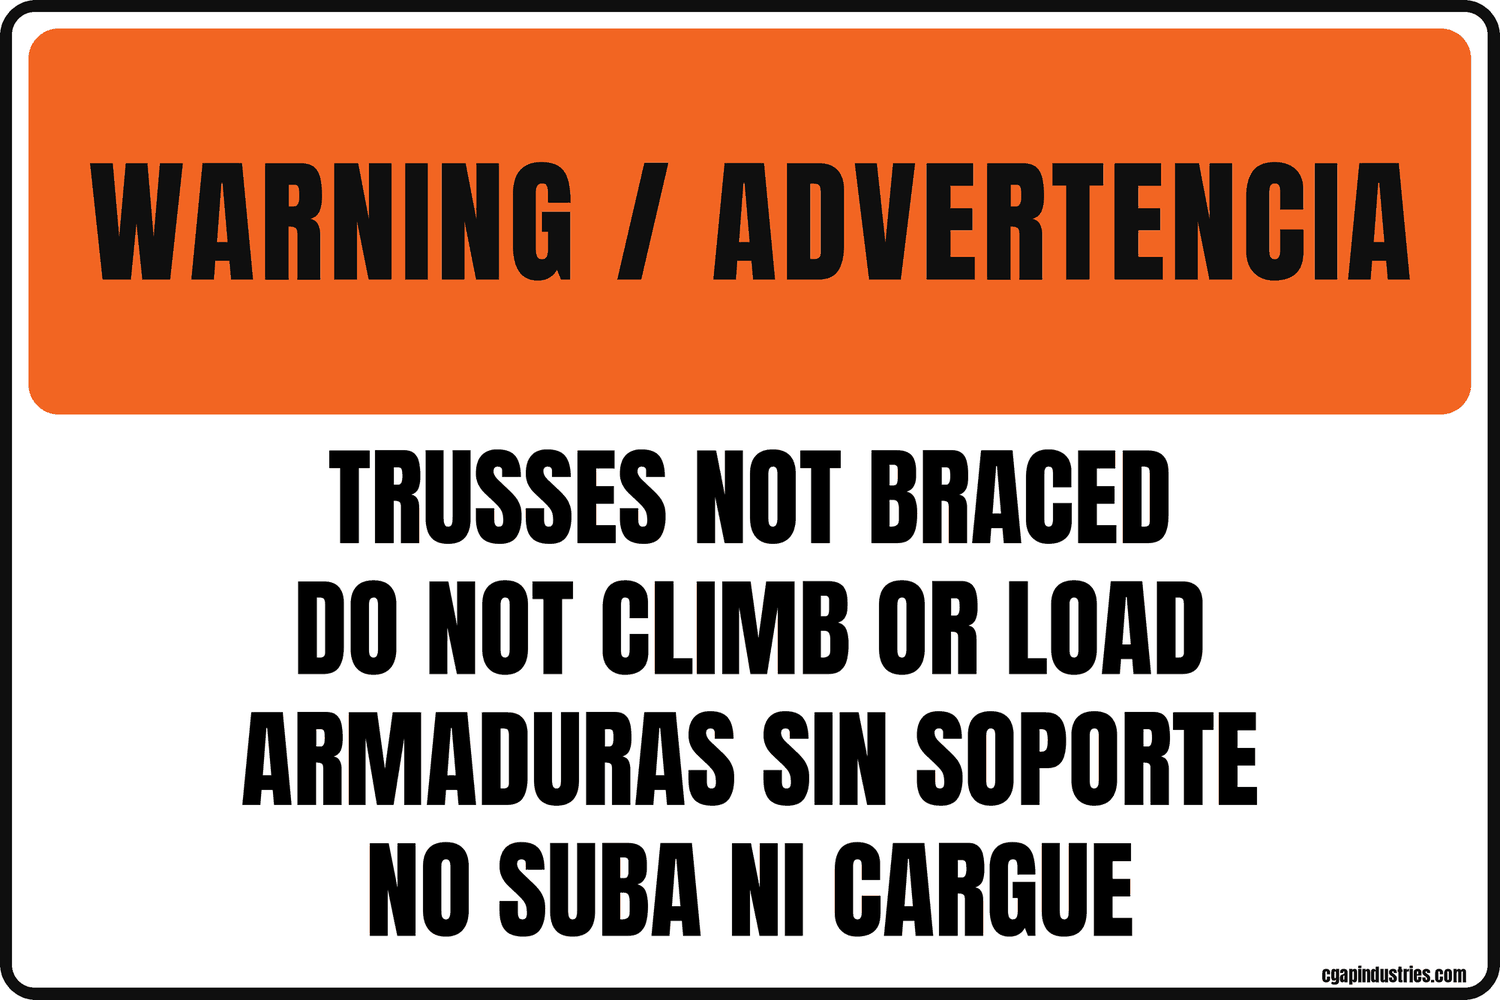 WARNING / ADVERTENCIA
TRUSSES NOT BRACED
DO NOT CLIMB OR LOAD
ARMADURAS SIN SOPORTE
NO SUBA NI CARGUE
cgapindustries.com